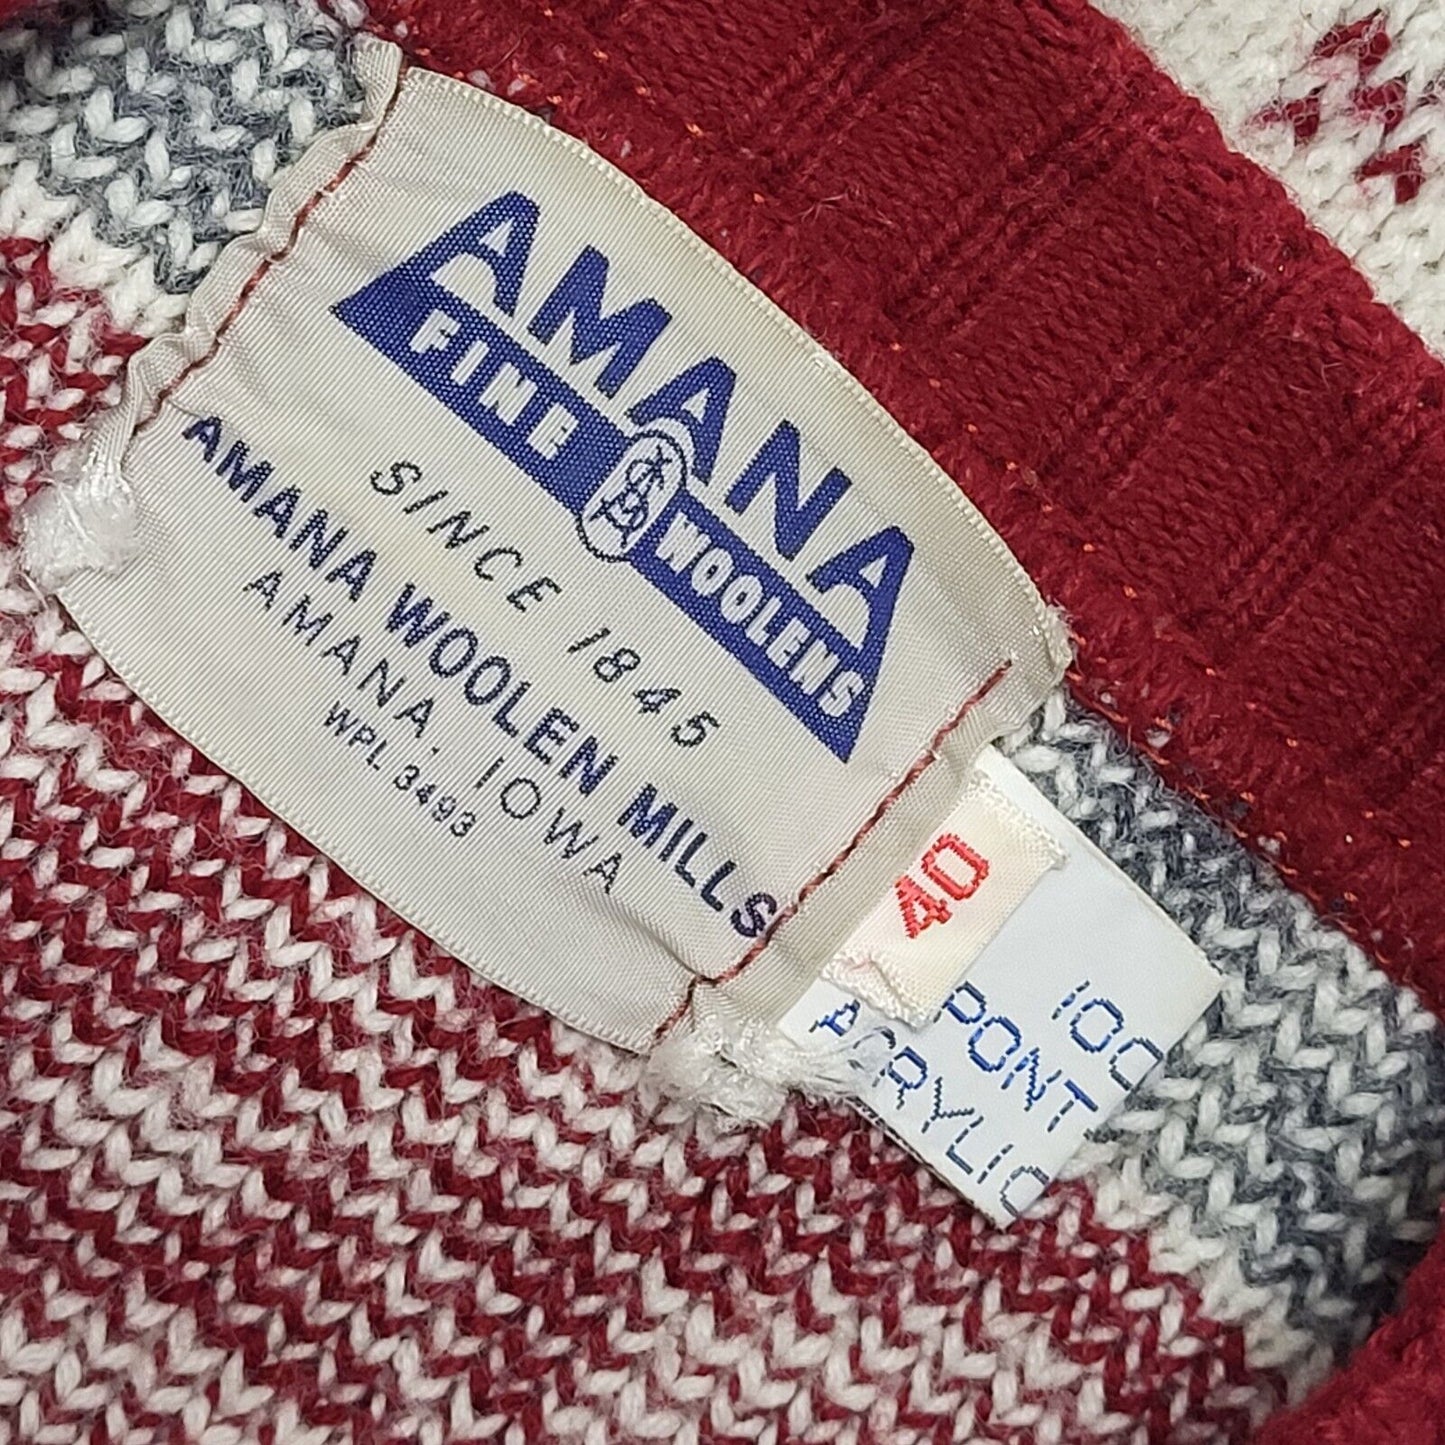 AMANA
FINE WOOLENS
SINCE 1845
AMANA WOOLEN MILLS
AMANA, IOWA
WPL 3493
40
100
PONT
ACRYLIC